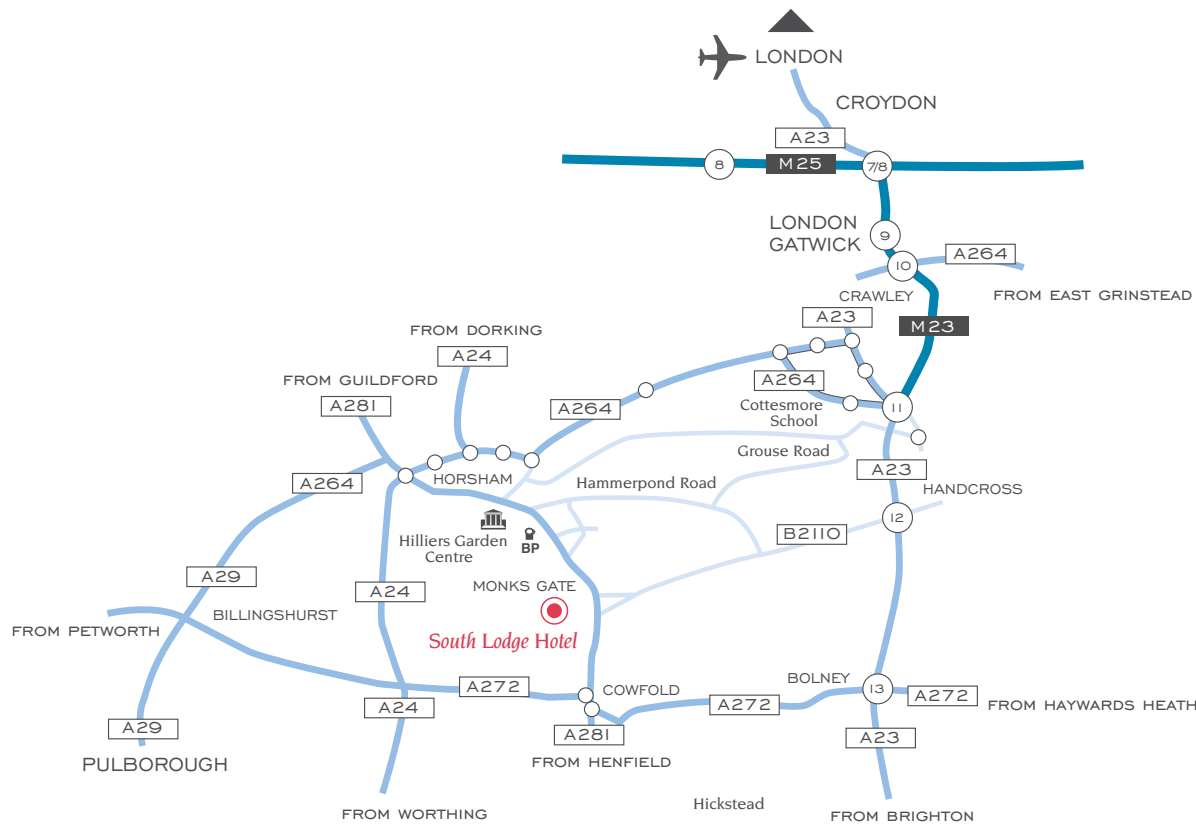 LONDON
CROYDON
A23
8
M25
7/8
LONDON
GATWICK
9
10
A264
CRAWLEY
FROM EAST GRINSTEAD
A23
M23
FROM DORKING
A24
FROM GUILDFORD
A281
A264
A264
Cottesmore
School
11
Grouse Road
A23
HANDCROSS
HORSHAM
Hammerpond Road
A264
12
Hilliers Garden
Centre
BP
B2110
A29
A24
MONKS GATE
BILLINGSHURST
FROM PETWORTH
South Lodge Hotel
A272
COWFOLD
BOLNEY
13
A272
A272
FROM HAYWARDS HEATH
A24
A29
A281
A23
PULBOROUGH
FROM HENFIELD
Hickstead
FROM WORTHING
FROM BRIGHTON